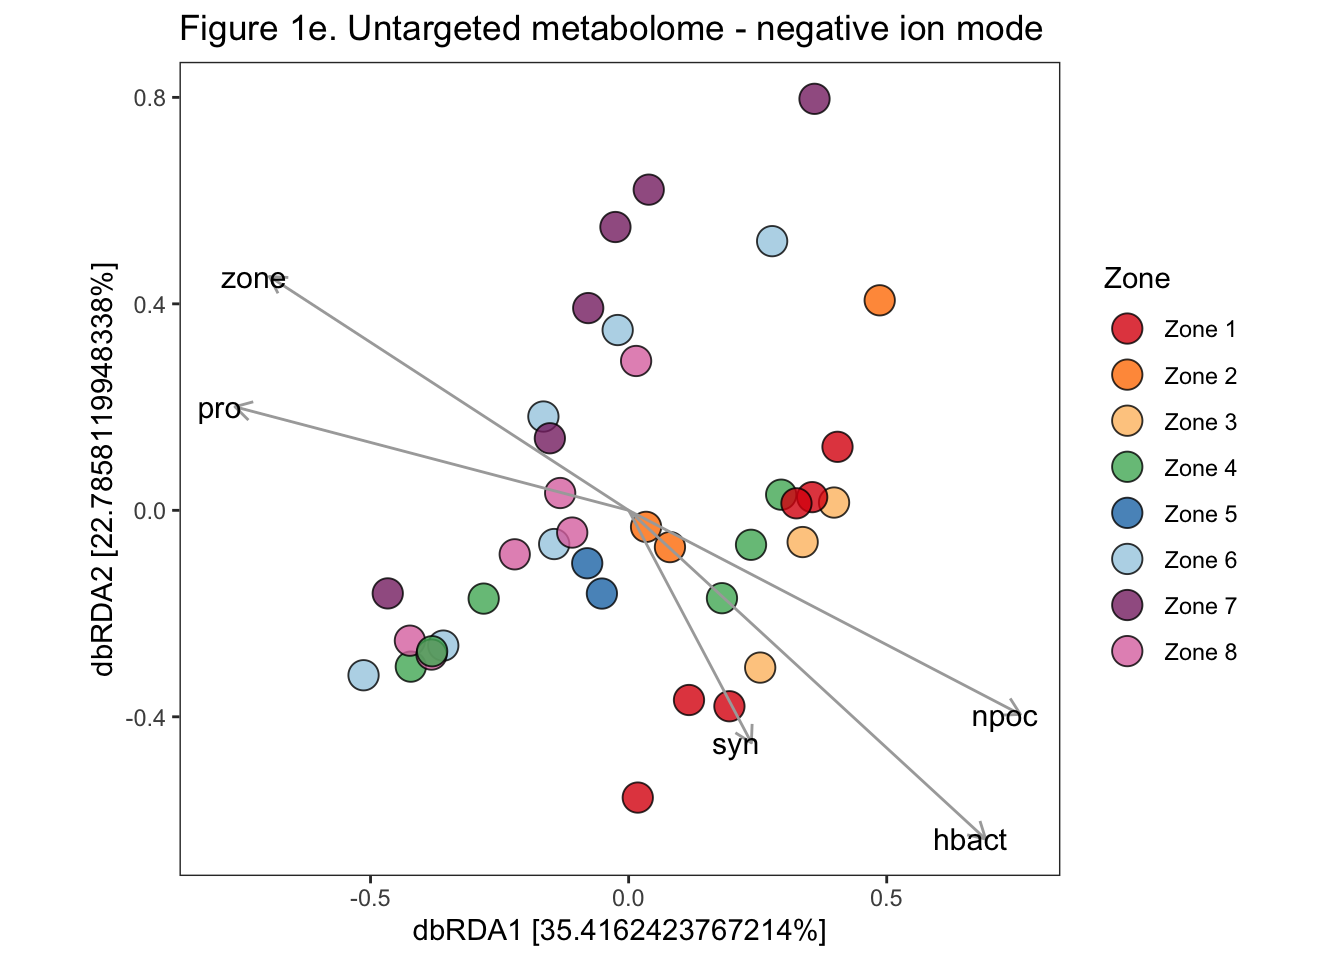 Figure 1e. Untargeted metabolome - negative ion mode
0.8
0.4
0.0
-0.4
dbRDA2 [22.7858119948338%]
zone
pro
syn
npoc
hbact
-0.5
0.0
0.5
dbRDA1 [35.4162423767214%]
Zone
Zone 1
Zone 2
Zone 3
Zone 4
Zone 5
Zone 6
Zone 7
Zone 8